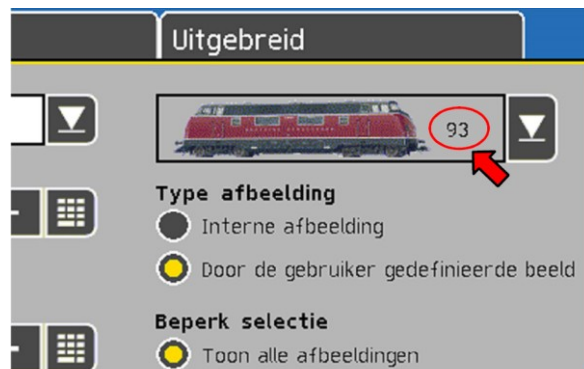 Uitgebreid
93
Type afbeelding
Interne afbeelding
Door de gebruiker gedefinieerde beeld
Beperk selectie
Toon alle afbeeldingen